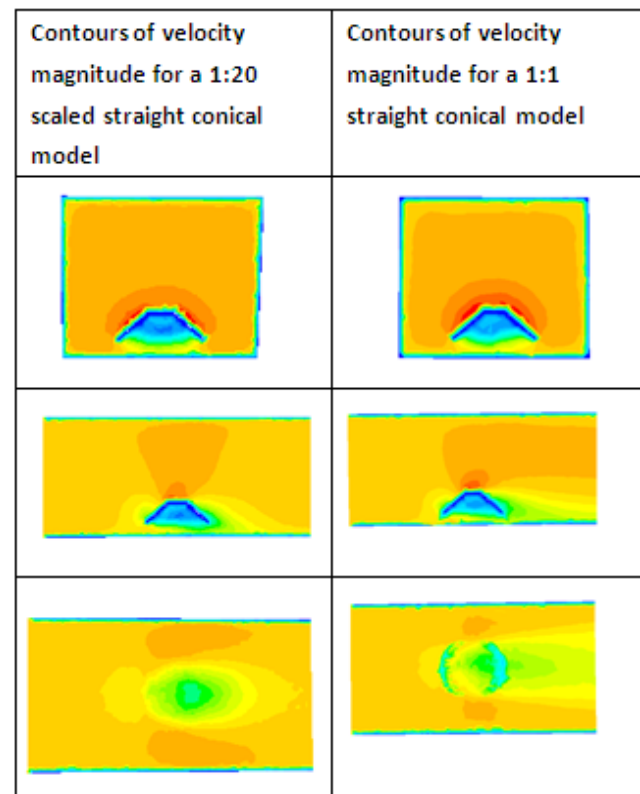 Contours of velocity
magnitude for a 1:20
scaled straight conical
model
Contours of velocity
magnitude for a 1:1
straight conical model